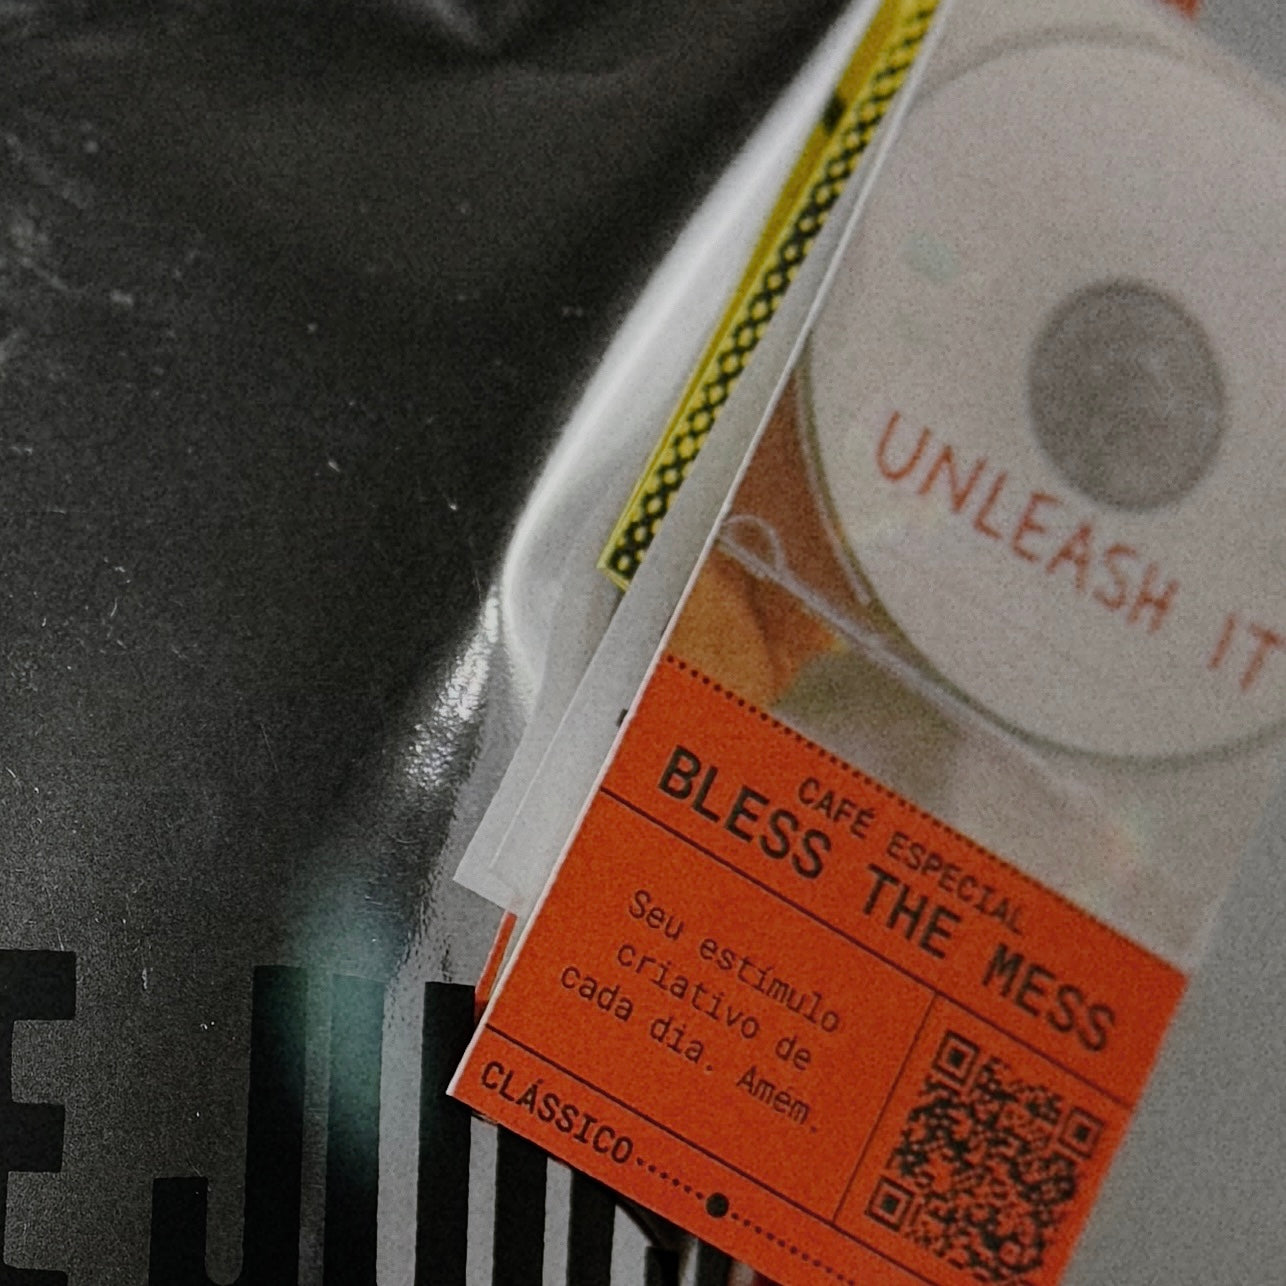 UNLEASH IT
CAFÉ ESPECIAL
BLESS THE MESS
Seu estímulo
criativo de
cada dia. Amém.
CLÁSSICO